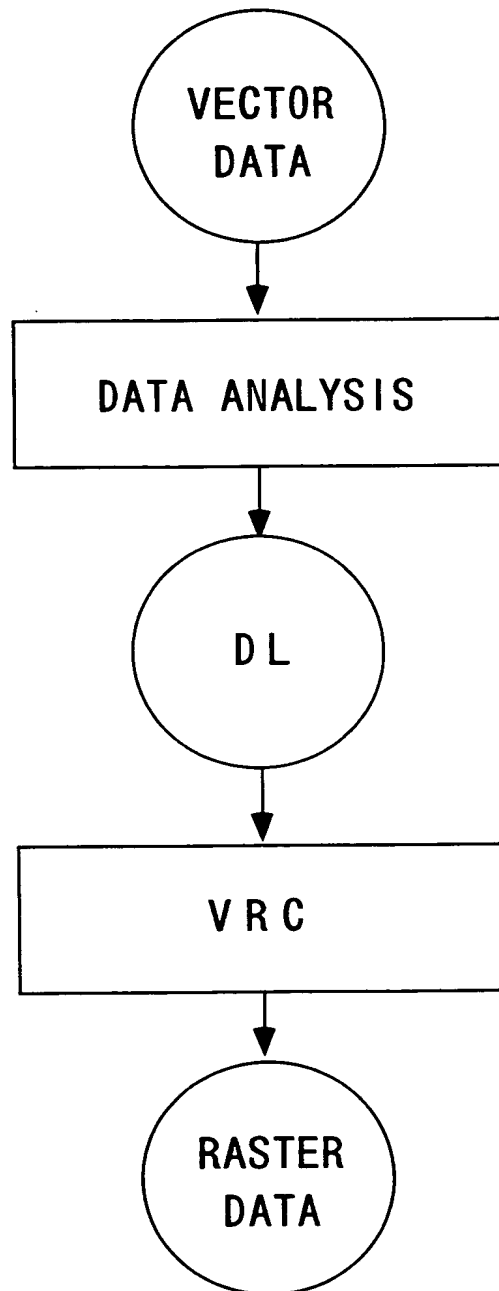 VECTOR
DATA
DATA ANALYSIS
DL
VRC
RASTER
DATA